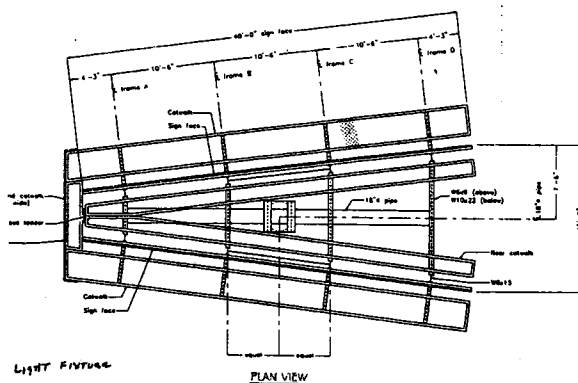 40'-0" sign face
4'-3"
10'-6"
10'-6"
10'-6"
4'-3"
frame A
frame B
frame C
frame D
Catwalk
Sign face
18"ø pipe
W6x9 (above)
W10x22 (below)
7'-6"
18"ø pipe
Rear catwalk
W6x15
Catwalk
Sign face
equal
equal
LIGHT FIXTURE
PLAN VIEW